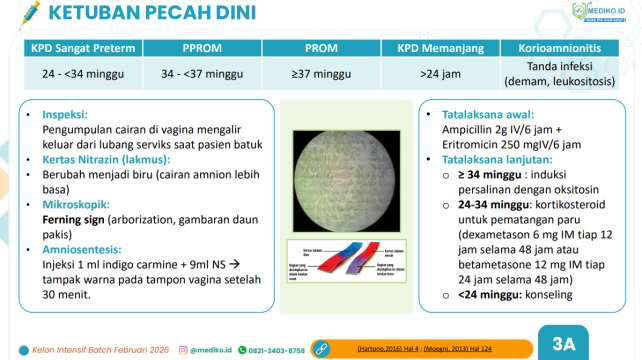 KETUBAN PECAH DINI
MEDIKO.ID
KPD Sangat Preterm
PPROM
PROM
KPD Memanjang
Korioamnionitis
24 - <34 minggu
34 - <37 minggu
≥37 minggu
>24 jam
Tanda infeksi
(demam, leukositosis)
• Inspeksi:
Pengumpulan cairan di vagina mengalir
keluar dari lubang serviks saat pasien batuk
• Kertas Nitrazin (lakmus):
• Berubah menjadi biru (cairan amnion lebih
basa)
• Mikroskopik:
Ferning sign (arborization, gambaran daun
pakis)
• Amniosentesis:
Injeksi 1 ml indigo carmine + 9ml NS →
tampak warna pada tampon vagina setelah
30 menit.
• Tatalaksana awal:
Ampicillin 2g IV/6 jam +
Eritromicin 250 mgIV/6 jam
• Tatalaksana lanjutan:
o ≥ 34 minggu : induksi
persalinan dengan oksitosin
o 24-34 minggu: kortikosteroid
untuk pematangan paru
(dexametason 6 mg IM tiap 12
jam selama 48 jam atau
betametasone 12 mg IM tiap
24 jam selama 48 jam)
o <24 minggu: konseling
3A
Kelon Intensif Batch Februari 2026
@mediko.id
0821-3403-8758
(Hartono,2016) Hal 4 ; (Moegni, 2013) Hal 124